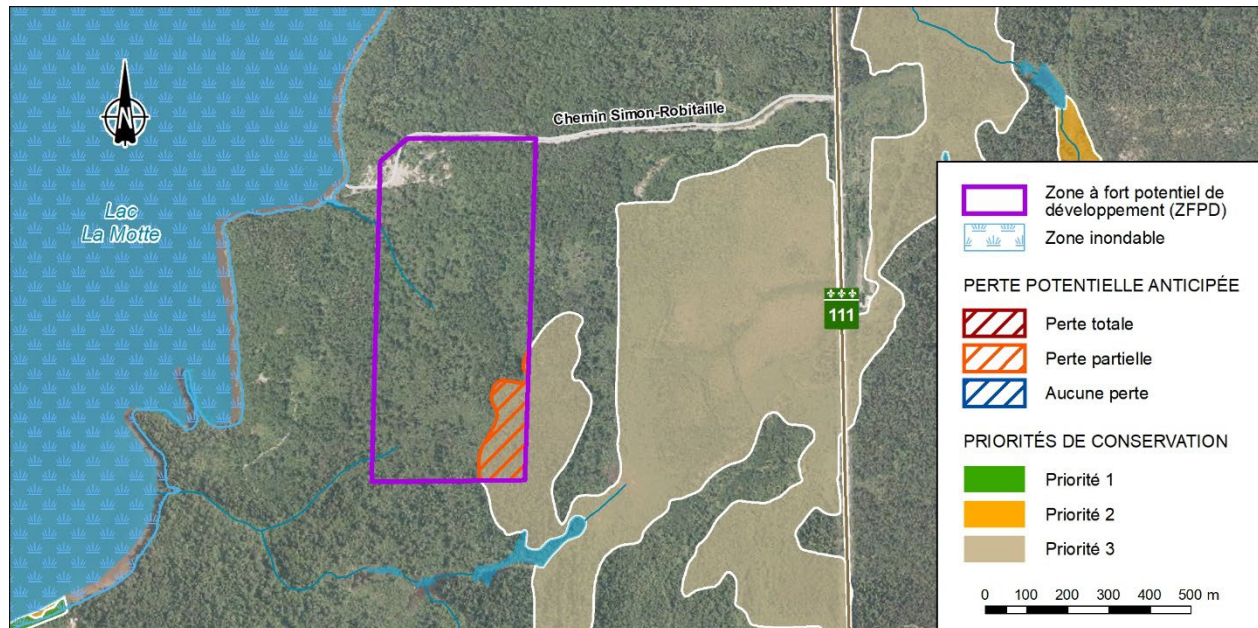 Chemin Simon-Robitaille
N
Lac
La Motte
111
Zone à fort potentiel de
développement (ZFPD)
Zone inondable
PERTE POTENTIELLE ANTICIPÉE
Perte totale
Perte partielle
Aucune perte
PRIORITÉS DE CONSERVATION
Priorité 1
Priorité 2
Priorité 3
0 100 200 300 400 500 m